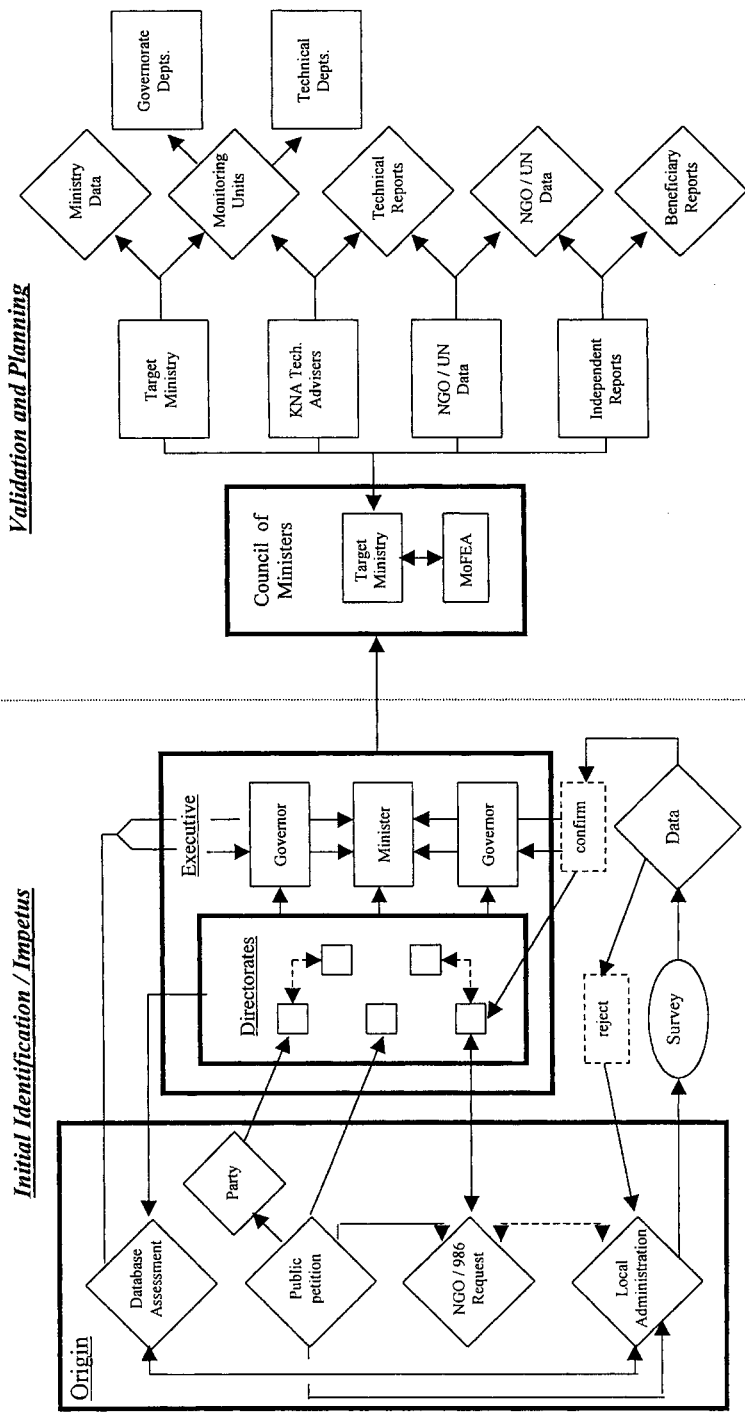 Initial Identification / Impetus
Validation and Planning
Origin
Database
Assessment
Party
Public
petition
NGO / 986
Request
Local
Administration
Directorates
Executive
Governor
Minister
Governor
reject
confirm
Survey
Data
Council of
Ministers
Target
Ministry
MoFEA
Target
Ministry
KNA Tech.
Advisers
NGO / UN
Data
Independent
Reports
Ministry
Data
Monitoring
Units
Technical
Reports
NGO / UN
Data
Beneficiary
Reports
Governorate
Depts.
Technical
Depts.